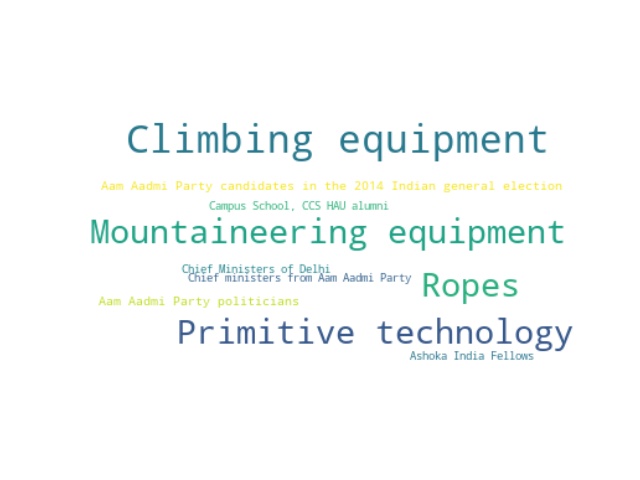 Climbing equipment
Aam Aadmi Party candidates in the 2014 Indian general election
Campus School, CCS HAU alumni
Mountaineering equipment
Chief Ministers of Delhi
Chief ministers from Aam Aadmi Party
Ropes
Aam Aadmi Party politicians
Primitive technology
Ashoka India Fellows